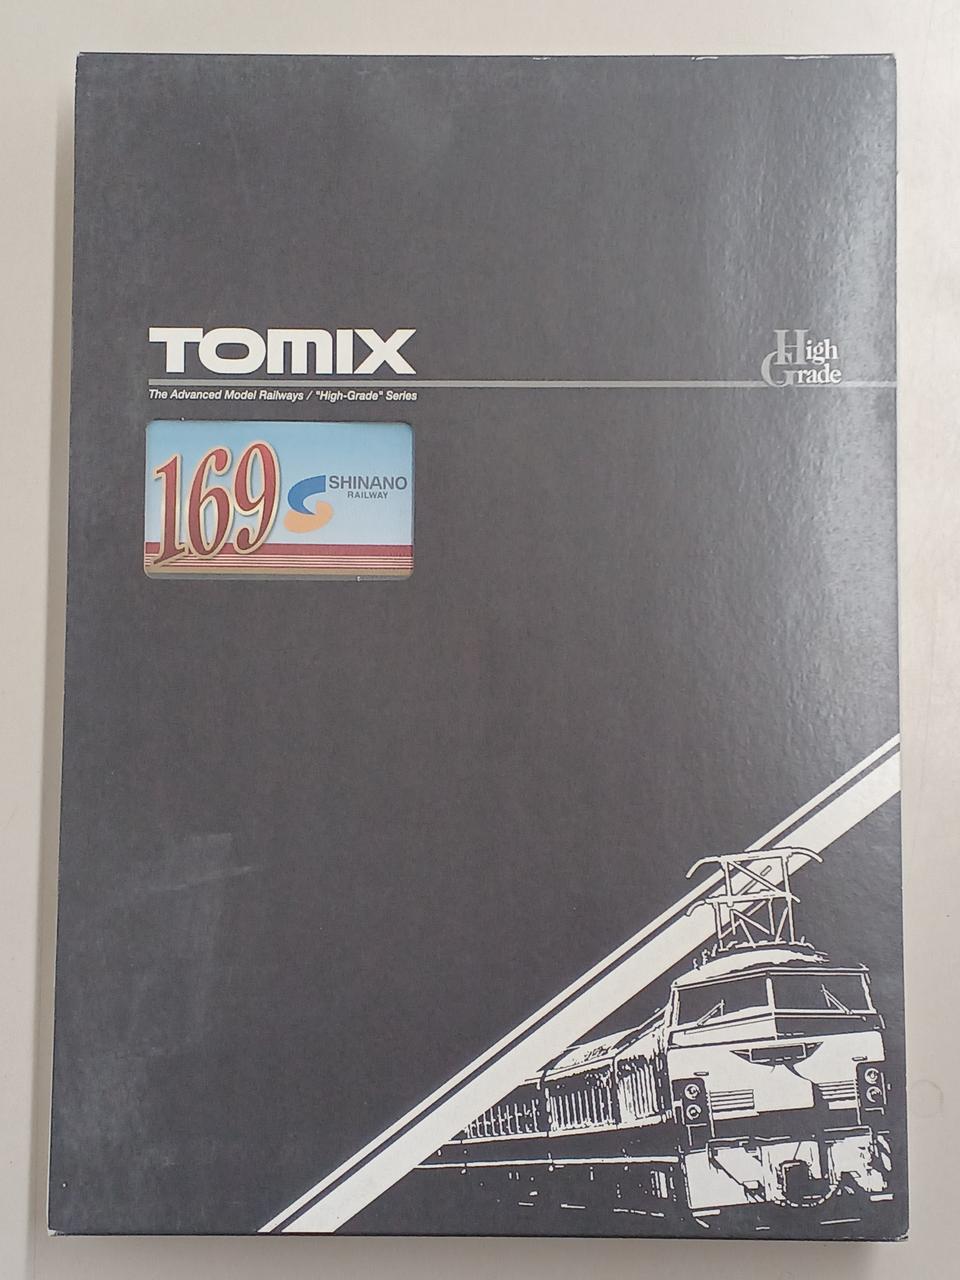 TOMIX
High
Grade
The Advanced Model Railways / "High-Grade" Series
169
SHINANO
RAILWAY